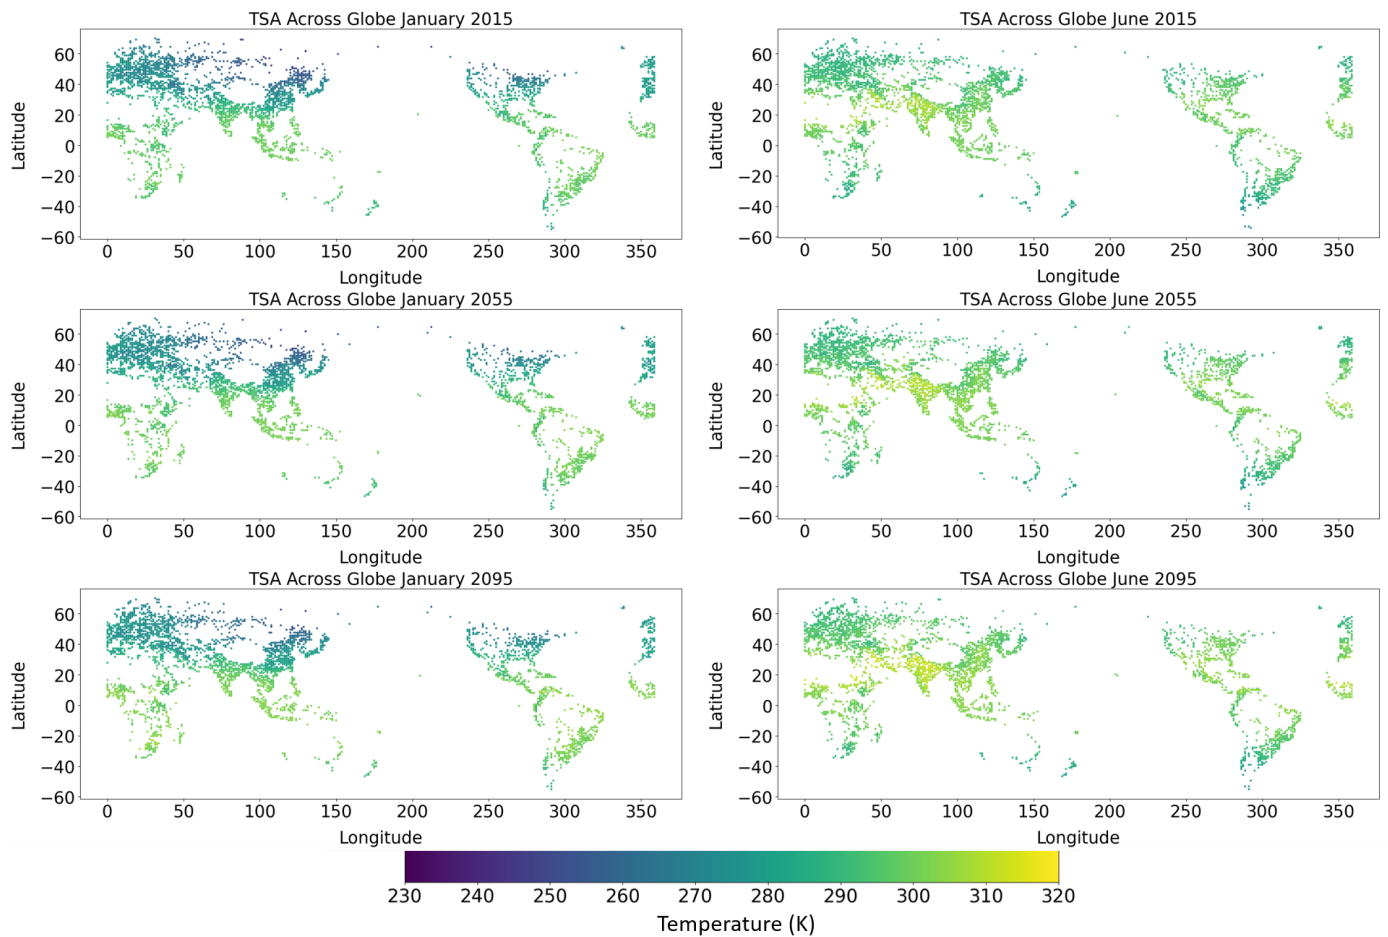 TSA Across Globe January 2015
TSA Across Globe June 2015
Latitude
60
40
20
0
−20
−40
−60
0 50 100 150 200 250 300 350
Longitude
Latitude
60
40
20
0
−20
−40
−60
0 50 100 150 200 250 300 350
Longitude
TSA Across Globe January 2055
TSA Across Globe June 2055
Latitude
60
40
20
0
−20
−40
−60
0 50 100 150 200 250 300 350
Longitude
Latitude
60
40
20
0
−20
−40
−60
0 50 100 150 200 250 300 350
Longitude
TSA Across Globe January 2095
TSA Across Globe June 2095
Latitude
60
40
20
0
−20
−40
−60
0 50 100 150 200 250 300 350
Longitude
Latitude
60
40
20
0
−20
−40
−60
0 50 100 150 200 250 300 350
Longitude
230 240 250 260 270 280 290 300 310 320
Temperature (K)